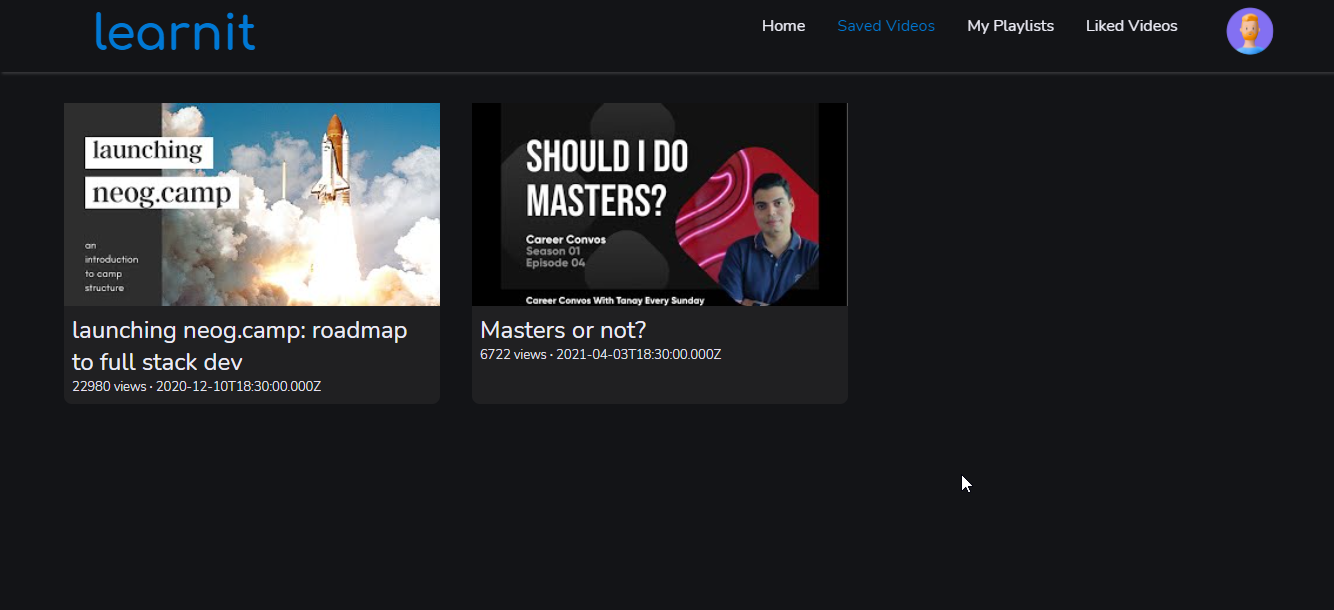 learnit
Home
Saved Videos
My Playlists
Liked Videos
launching
neog.camp
an
introduction
to camp
structure
launching neog.camp: roadmap
to full stack dev
22980 views · 2020-12-10T18:30:00.000Z
SHOULD I DO
MASTERS?
Career Convos
Season 01
Episode 04
Career Convos With Tanay Every Sunday
Masters or not?
6722 views · 2021-04-03T18:30:00.000Z